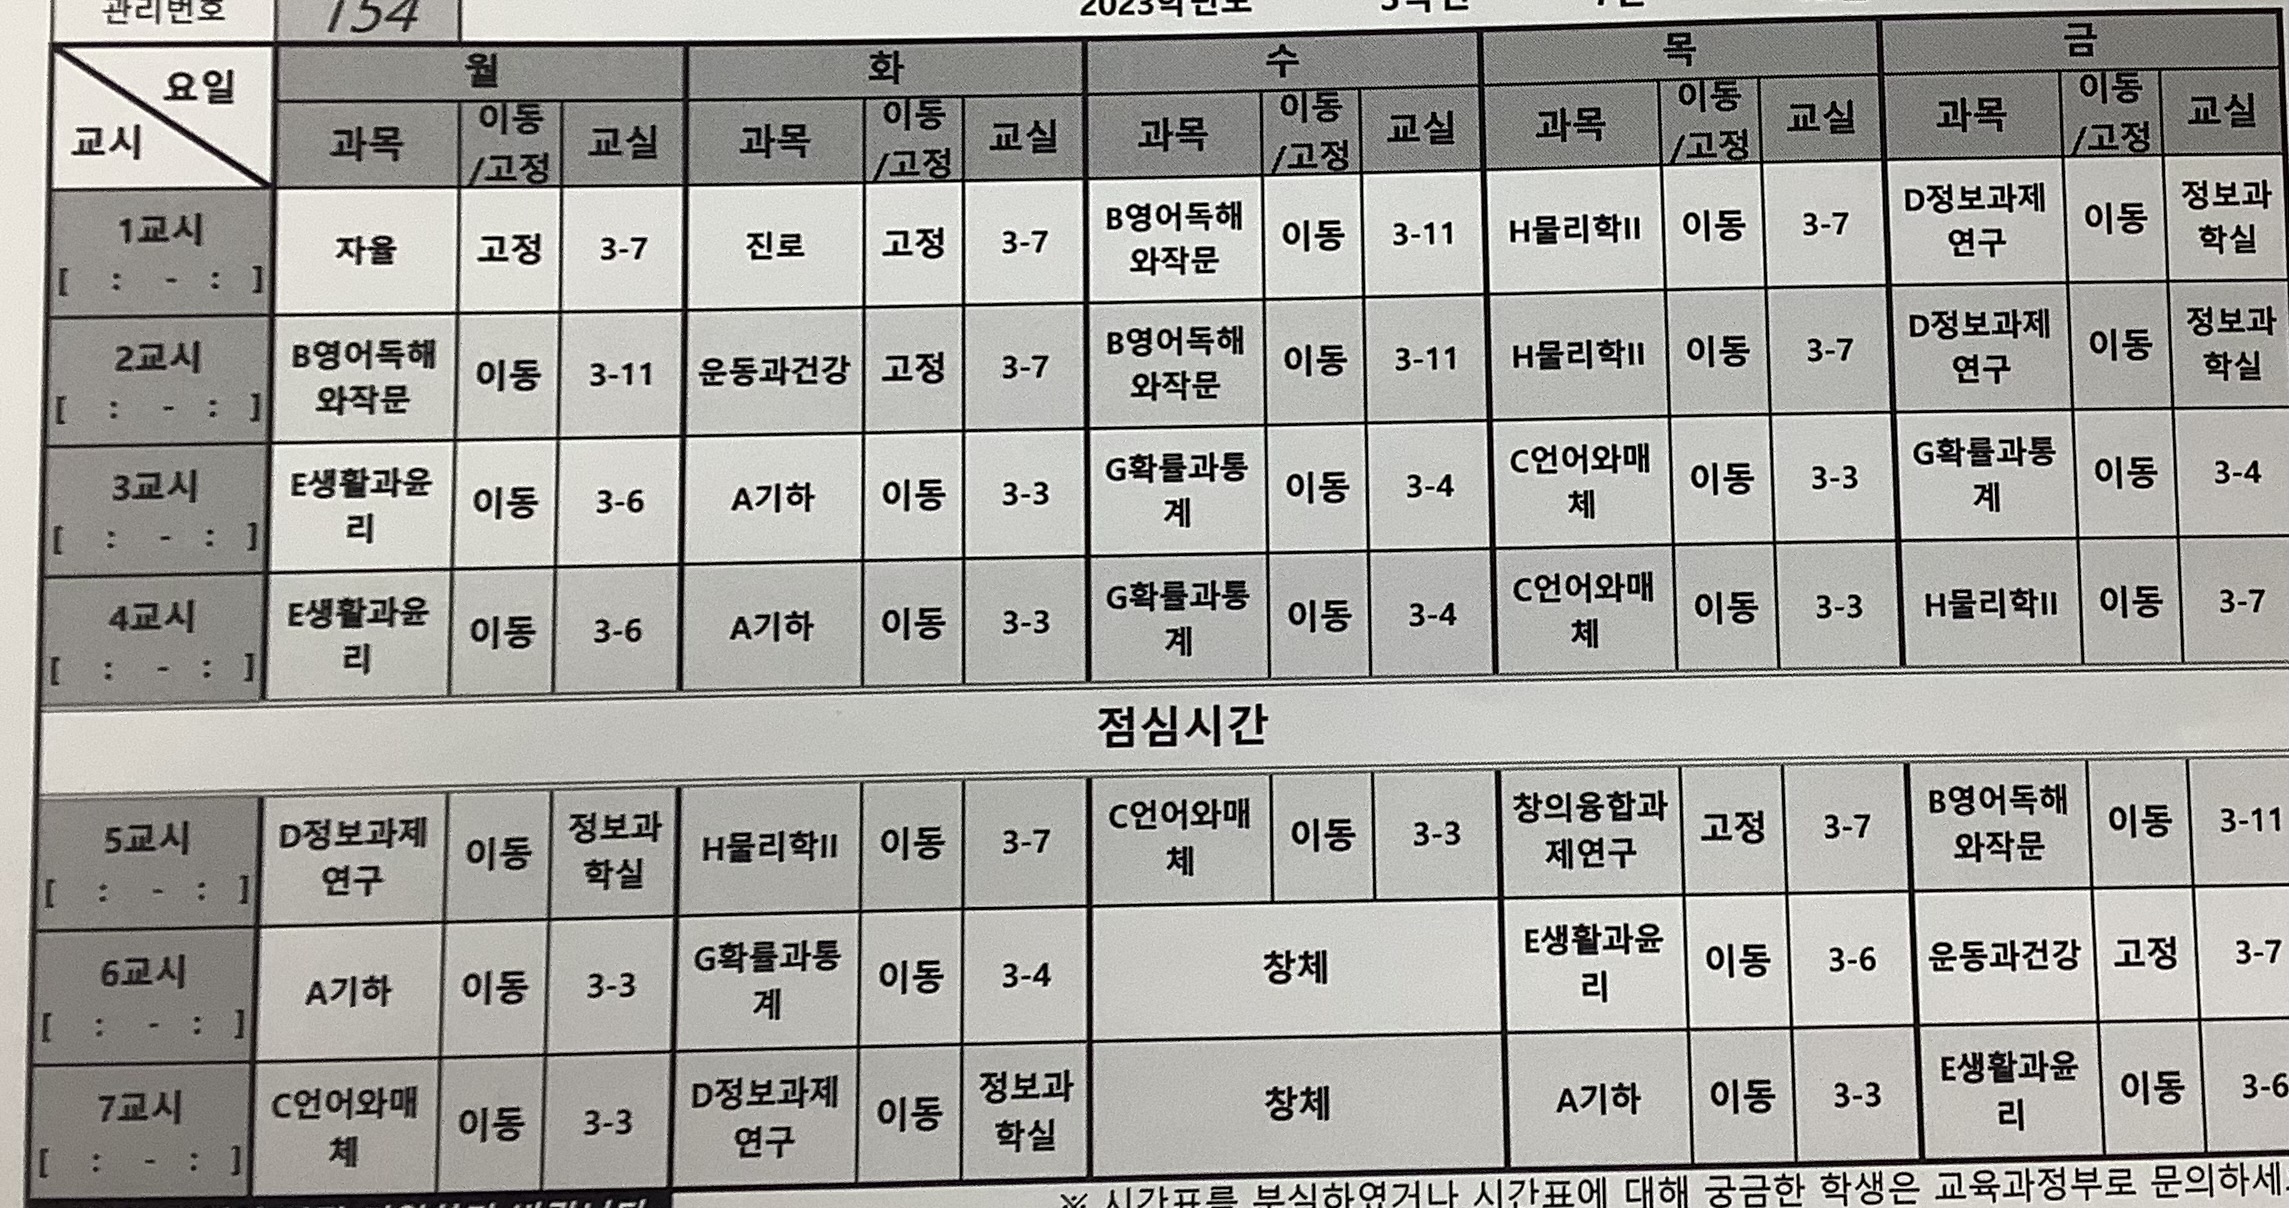 관리번호 154 2023학년도
요일 교시 월 화 수 목 금
과목 이동/고정 교실 과목 이동/고정 교실 과목 이동/고정 교실 과목 이동/고정 교실 과목 이동/고정 교실
1교시 [ : - : ] 자율 고정 3-7 진로 고정 3-7 B영어독해와작문 이동 3-11 H물리학II 이동 3-7 D정보과제연구 이동 정보과학실
2교시 [ : - : ] B영어독해와작문 이동 3-11 운동과건강 고정 3-7 B영어독해와작문 이동 3-11 H물리학II 이동 3-7 D정보과제연구 이동 정보과학실
3교시 [ : - : ] E생활과윤리 이동 3-6 A기하 이동 3-3 G확률과통계 이동 3-4 C언어와매체 이동 3-3 G확률과통계 이동 3-4
4교시 [ : - : ] E생활과윤리 이동 3-6 A기하 이동 3-3 G확률과통계 이동 3-4 C언어와매체 이동 3-3 H물리학II 이동 3-7
점심시간
5교시 [ : - : ] D정보과제연구 이동 정보과학실 H물리학II 이동 3-7 C언어와매체 이동 3-3 창의융합과제연구 고정 3-7 B영어독해와작문 이동 3-11
6교시 [ : - : ] A기하 이동 3-3 G확률과통계 이동 3-4 창체 E생활과윤리 이동 3-6 운동과건강 고정 3-7
7교시 [ : - : ] C언어와매체 이동 3-3 D정보과제연구 이동 정보과학실 창체 A기하 이동 3-3 E생활과윤리 이동 3-6
※ 시간표를 분실하였거나 시간표에 대해 궁금한 학생은 교육과정부로 문의하세